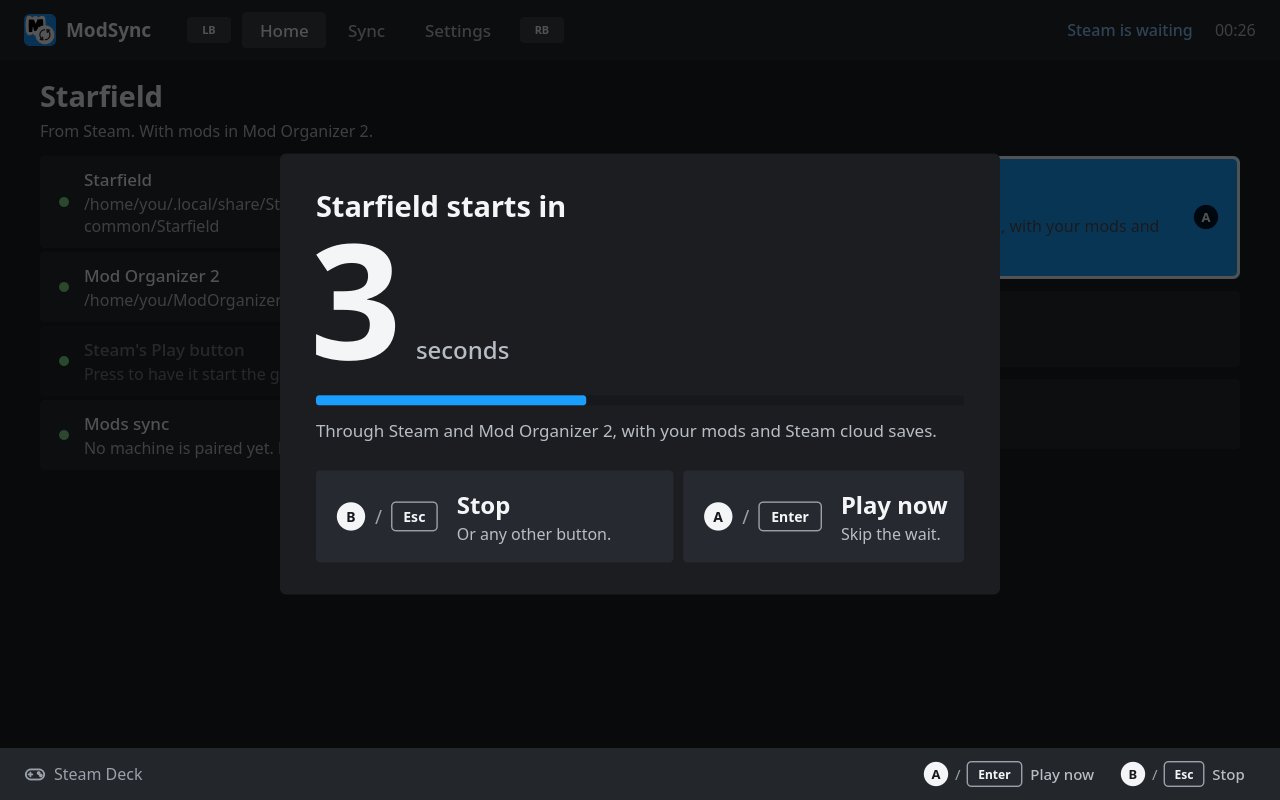 ModSync
LB
Home
Sync
Settings
RB
Steam is waiting
00:26
Starfield
From Steam. With mods in Mod Organizer 2.
Starfield
/home/you/.local/share/St
common/Starfield
Mod Organizer 2
/home/you/ModOrganizer
Steam's Play button
Press to have it start the g
Mods sync
No machine is paired yet.
, with your mods and
A
Starfield starts in
3 seconds
Through Steam and Mod Organizer 2, with your mods and Steam cloud saves.
B / Esc
Stop
Or any other button.
A / Enter
Play now
Skip the wait.
Steam Deck
A / Enter Play now
B / Esc Stop